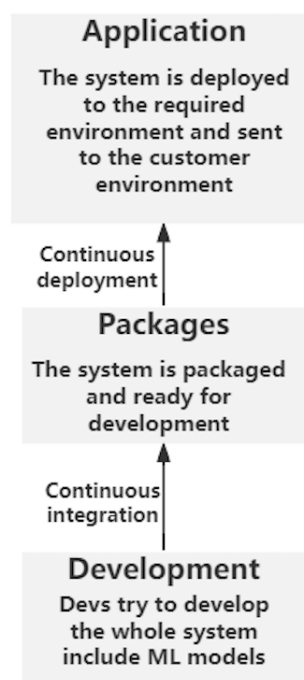 Application
The system is deployed
to the required
environment and sent
to the customer
environment
Continuous
deployment
Packages
The system is packaged
and ready for
development
Continuous
integration
Development
Devs try to develop
the whole system
include ML models